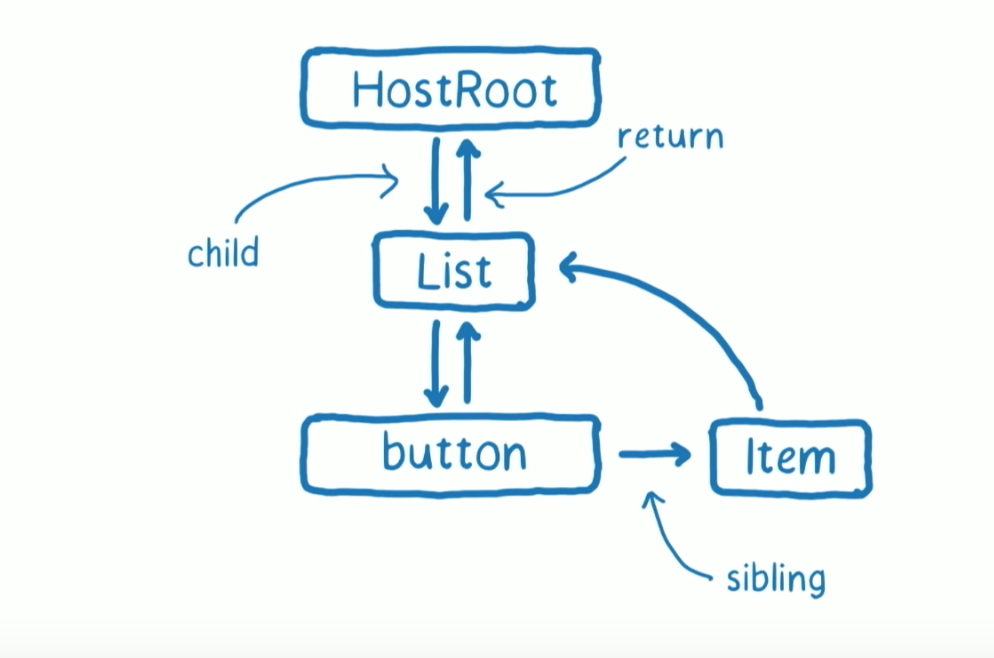 HostRoot
return
child
List
button
Item
sibling